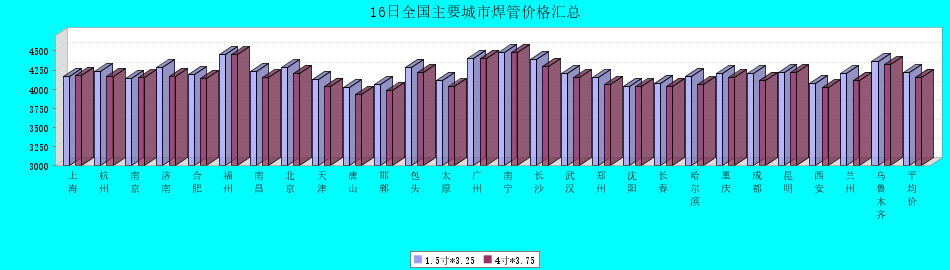 16日全国主要城市焊管价格汇总
4500
4250
4000
3750
3500
3250
3000
上海
杭州
南京
济南
合肥
福州
南昌
北京
天津
唐山
邯郸
包头
太原
广州
南宁
长沙
武汉
郑州
沈阳
长春
哈尔滨
重庆
成都
昆明
西安
兰州
乌鲁木齐
平均价
1.5寸*3.25
4寸*3.75